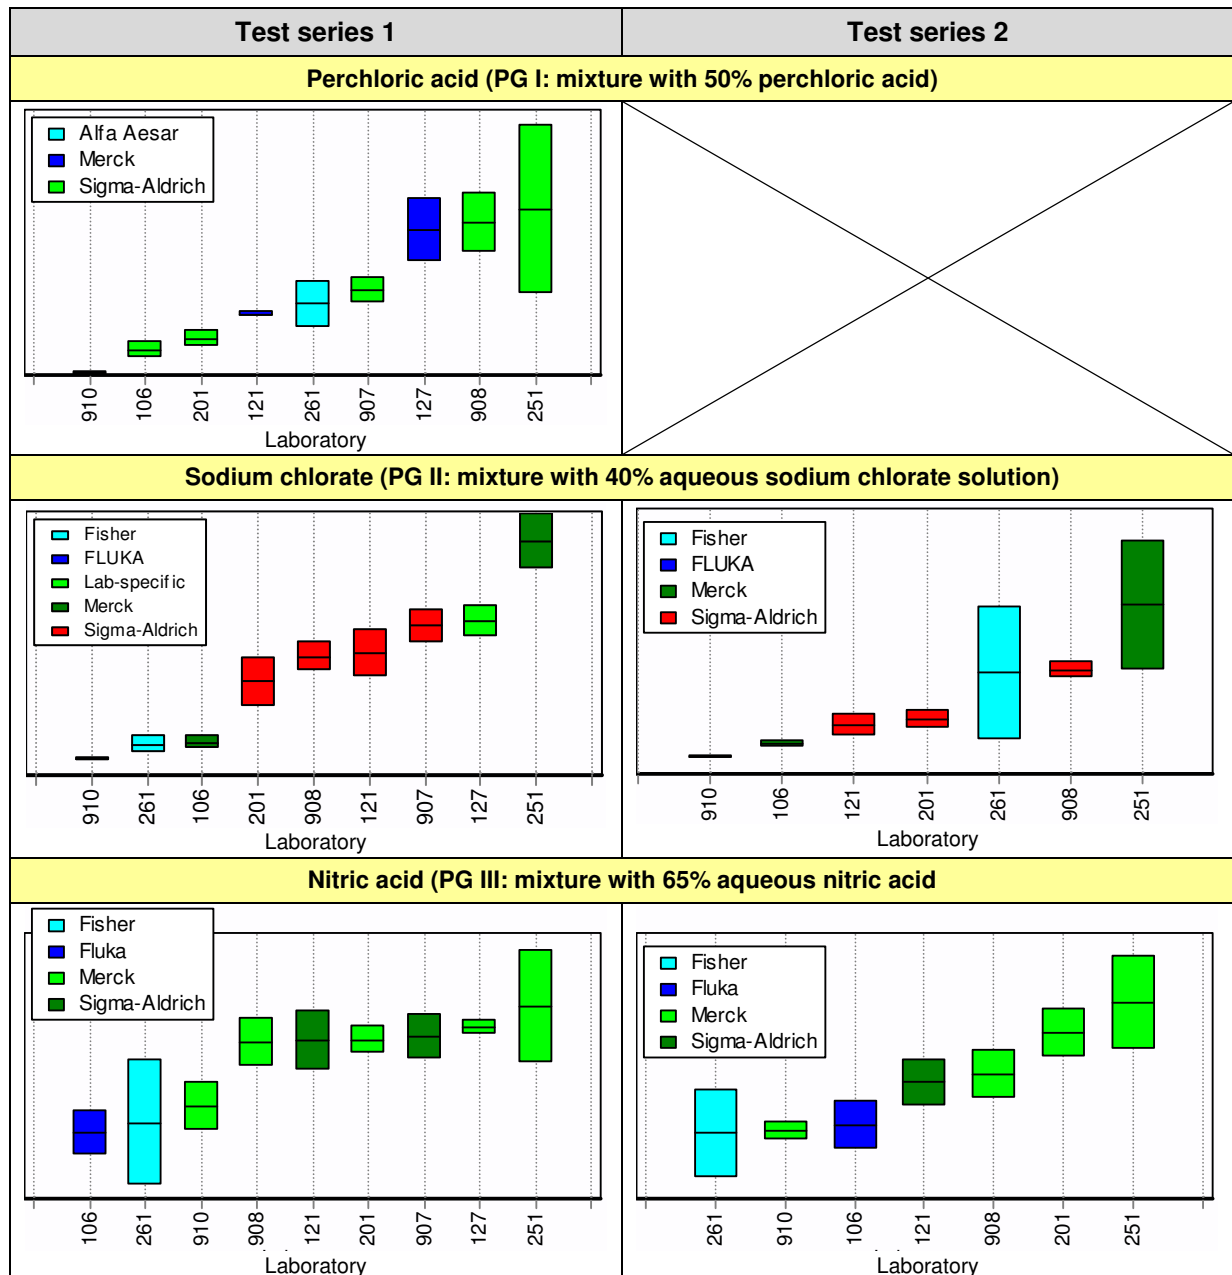 Test series 1
Test series 2
Perchloric acid (PG I: mixture with 50% perchloric acid)
Alfa Aesar
Merck
Sigma-Aldrich
910
106
201
121
261
907
127
908
251
Laboratory
Sodium chlorate (PG II: mixture with 40% aqueous sodium chlorate solution)
Fisher
FLUKA
Lab-specific
Merck
Sigma-Aldrich
910
261
106
201
908
121
907
127
251
Laboratory
Fisher
FLUKA
Merck
Sigma-Aldrich
910
106
121
201
261
908
251
Laboratory
Nitric acid (PG III: mixture with 65% aqueous nitric acid
Fisher
Fluka
Merck
Sigma-Aldrich
106
261
910
908
121
201
907
127
251
Laboratory
Fisher
Fluka
Merck
Sigma-Aldrich
261
910
106
121
908
201
251
Laboratory